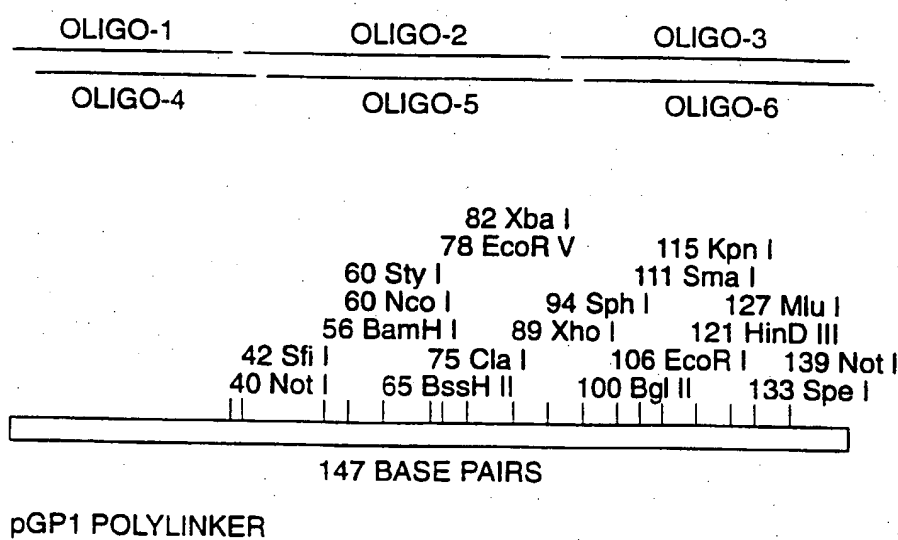 OLIGO-1 OLIGO-2 OLIGO-3
OLIGO-4 OLIGO-5 OLIGO-6
82 Xba I
78 EcoR V 115 Kpn I
60 Sty I 111 Sma I
60 Nco I 94 Sph I 127 Mlu I
56 BamH I 89 Xho I 121 HinD III
42 Sfi I 75 Cla I 106 EcoR I 139 Not I
40 Not I 65 BssH II 100 Bgl II 133 Spe I
147 BASE PAIRS
pGP1 POLYLINKER